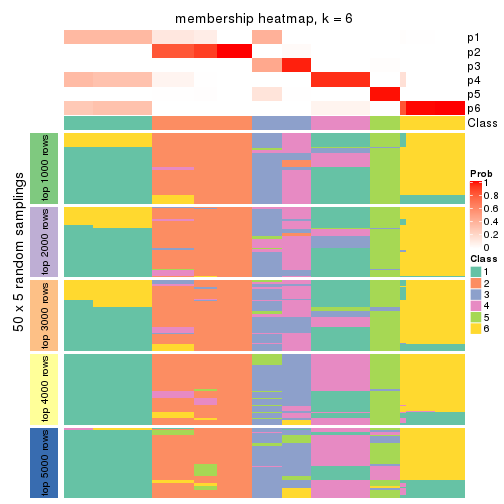 membership heatmap, k = 6
p1
p2
p3
p4
p5
p6
Class
50 x 5 random samplings
top 1000 rows
top 2000 rows
top 3000 rows
top 4000 rows
top 5000 rows
Prob
1
0.8
0.6
0.4
0.2
0
Class
1
2
3
4
5
6